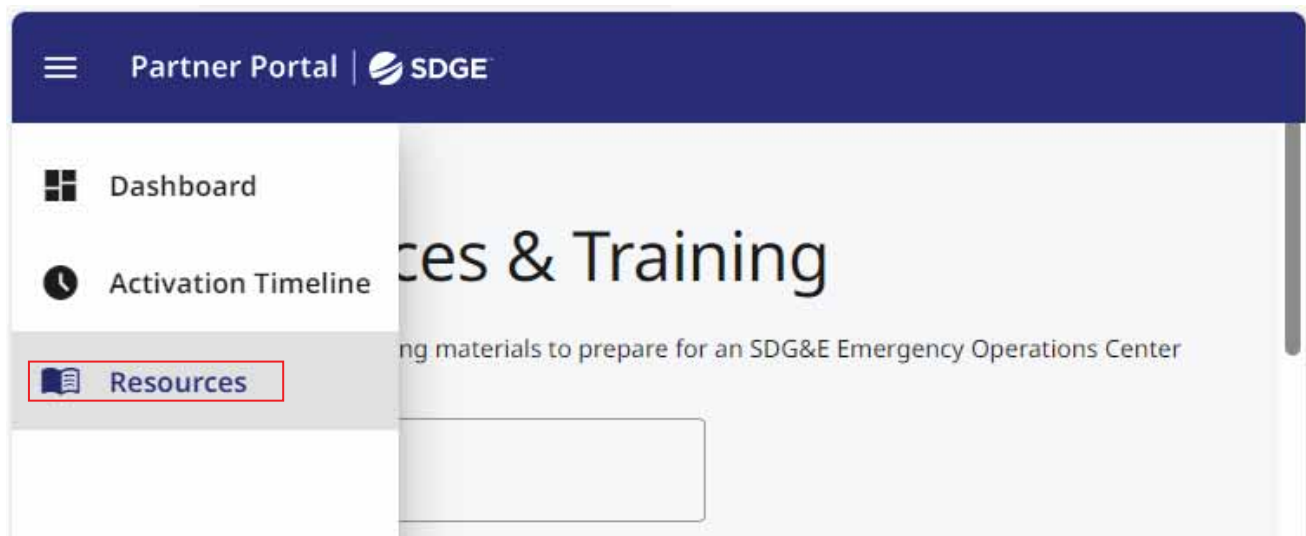 Partner Portal | SDGE
Dashboard
Activation Timeline
Resources
ces & Training
ng materials to prepare for an SDG&E Emergency Operations Center